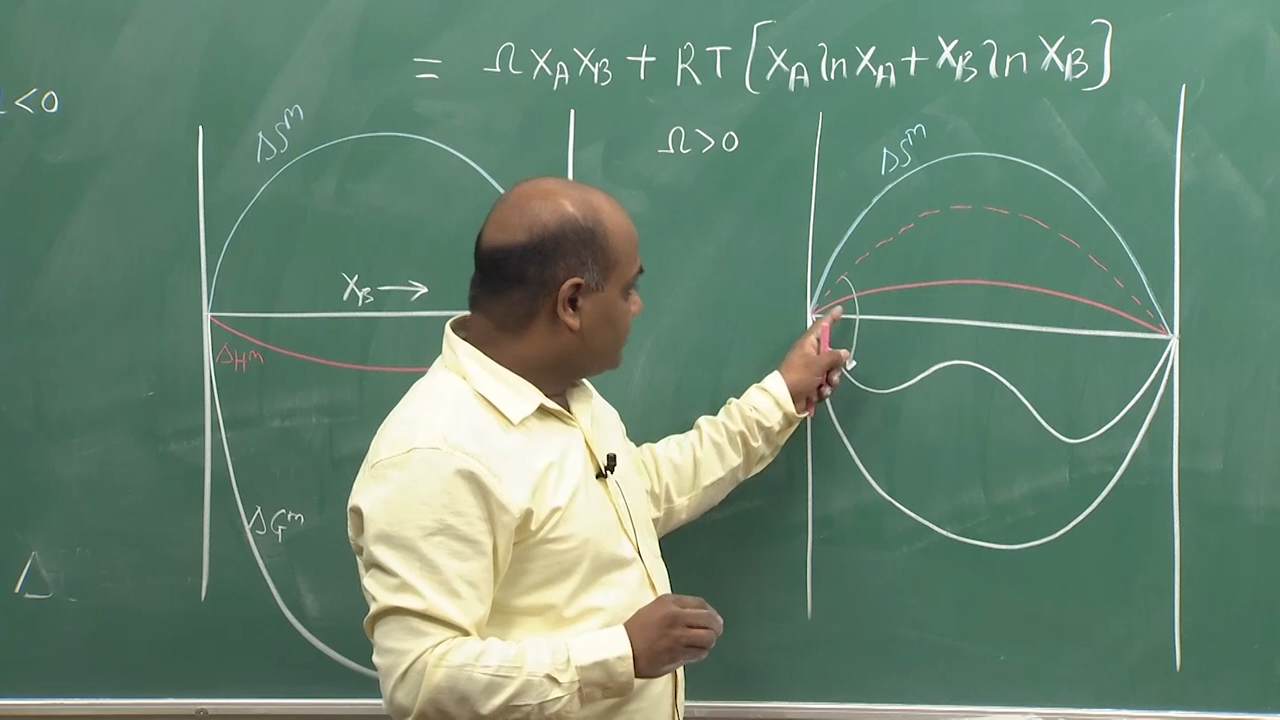 = Ω X_A X_B + RT [X_A ln X_A + X_B ln X_B]
<0
Ω>0
ΔS^m
ΔS^m
X_B →
ΔH^m
ΔG^m
Δ